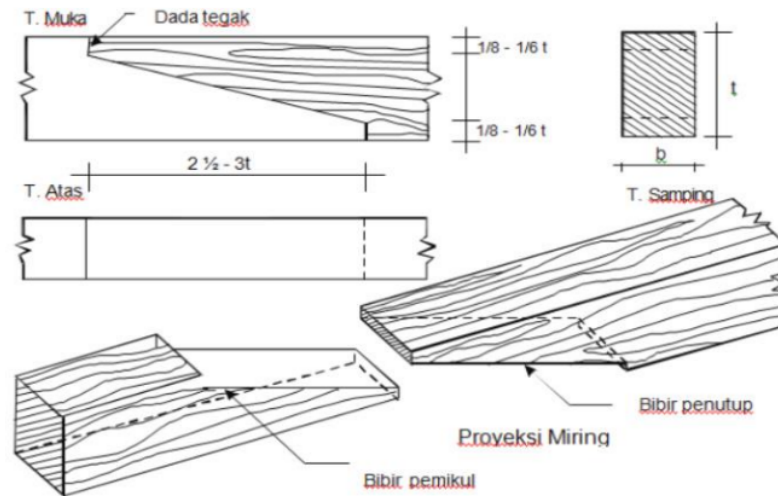 T. Muka
Dada tegak
1/8 - 1/6 t
t
1/8 - 1/6 t
2 ½ - 3t
b
T. Atas
T. Samping
Bibir penutup
Proyeksi Miring
Bibir pemikul